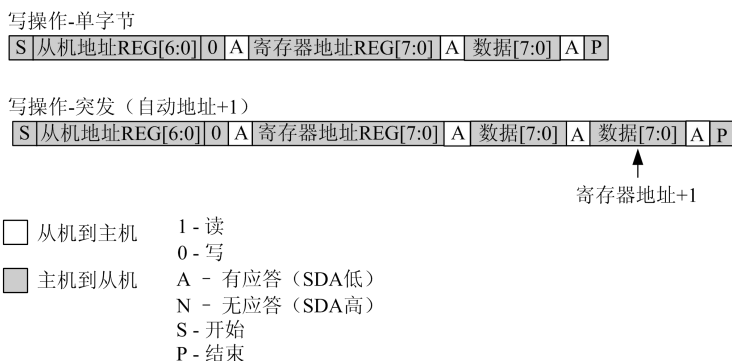 写操作-单字节
S 从机地址REG[6:0] 0 A 寄存器地址REG[7:0] A 数据[7:0] A P
写操作-突发（自动地址+1）
S 从机地址REG[6:0] 0 A 寄存器地址REG[7:0] A 数据[7:0] A 数据[7:0] A P
寄存器地址+1
从机到主机 1 - 读
0 - 写
主机到从机 A - 有应答（SDA低）
N - 无应答（SDA高）
S - 开始
P - 结束